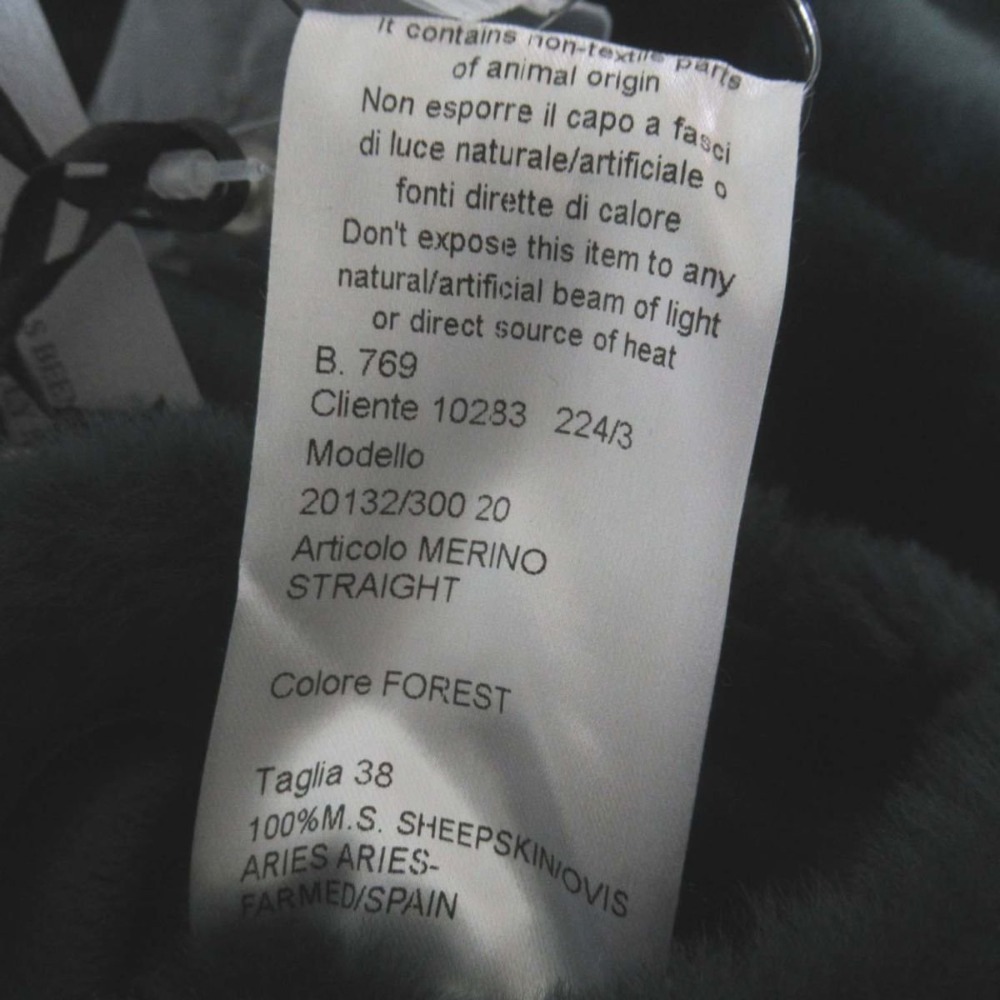 It contains non-textile parts
of animal origin
Non esporre il capo a fasci
di luce naturale/artificiale o
fonti dirette di calore
Don't expose this item to any
natural/artificial beam of light
or direct source of heat
B. 769
Cliente 10283 224/3
Modello
20132/300 20
Articolo MERINO
STRAIGHT
Colore FOREST
Taglia 38
100%M.S. SHEEPSKIN/OVIS
ARIES ARIES-
FARMED/SPAIN